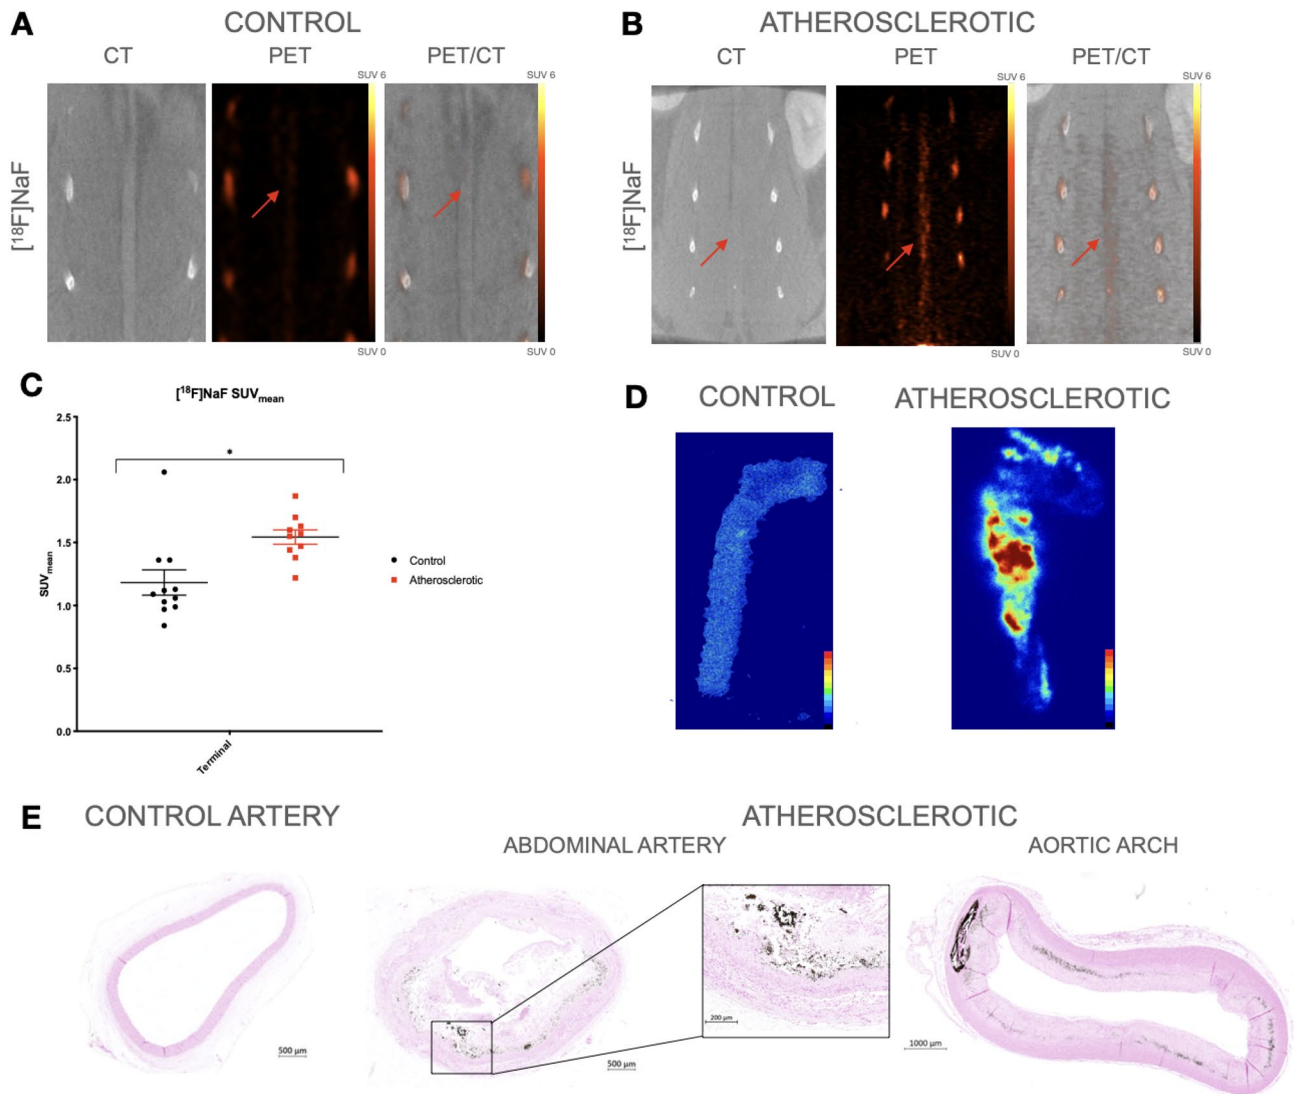 A
CONTROL
CT
PET
PET/CT
SUV 6
SUV 6
[¹⁸F]NaF
SUV 0
SUV 0
B
ATHEROSCLEROTIC
CT
PET
PET/CT
SUV 6
SUV 6
[¹⁸F]NaF
SUV 0
SUV 0
C
[¹⁸F]NaF SUVmean
2.5
2.0
1.5
1.0
0.5
0.0
SUVmean
*
Control
Atherosclerotic
Terminal
D
CONTROL
ATHEROSCLEROTIC
E
CONTROL ARTERY
ATHEROSCLEROTIC
ABDOMINAL ARTERY
AORTIC ARCH
500 µm
500 µm
200 µm
1000 µm